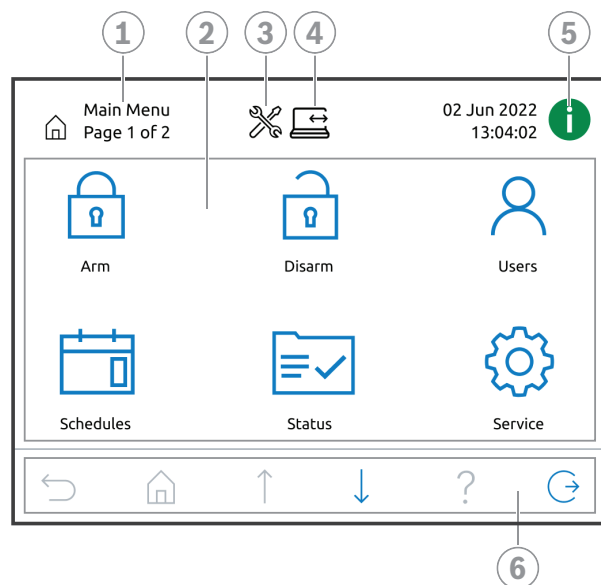 1 2 3 4 5
Main Menu
Page 1 of 2
02 Jun 2022
13:04:02
i
Arm Disarm Users
Schedules Status Service
?
6